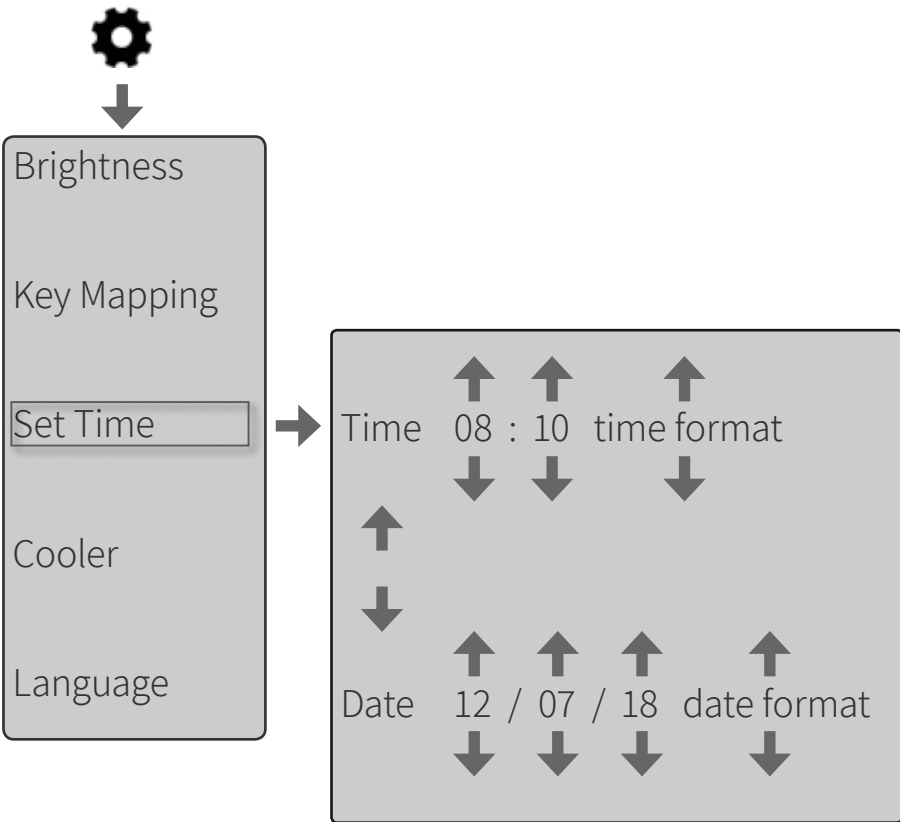 Brightness
Key Mapping
Set Time
Cooler
Language
Time 08 : 10 time format
Date 12 / 07 / 18 date format